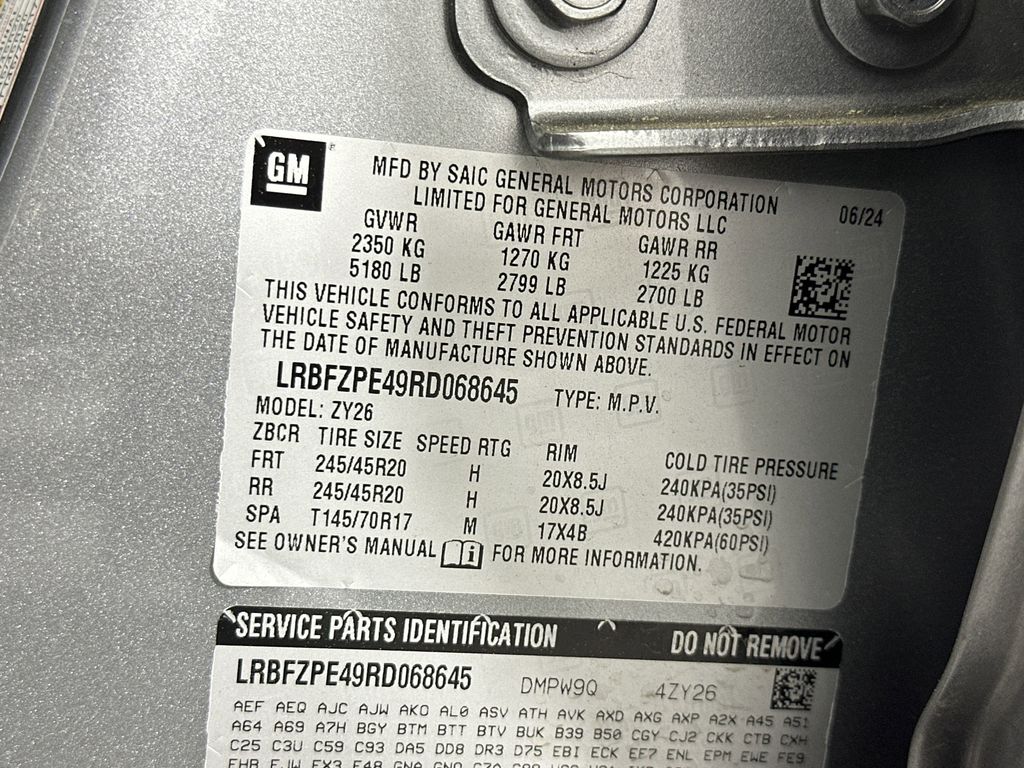 GM
MFD BY SAIC GENERAL MOTORS CORPORATION
LIMITED FOR GENERAL MOTORS LLC
06/24
GVWR GAWR FRT GAWR RR
2350 KG 1270 KG 1225 KG
5180 LB 2799 LB 2700 LB
THIS VEHICLE CONFORMS TO ALL APPLICABLE U.S. FEDERAL MOTOR
VEHICLE SAFETY AND THEFT PREVENTION STANDARDS IN EFFECT ON
THE DATE OF MANUFACTURE SHOWN ABOVE.
LRBFZPE49RD068645 TYPE: M.P.V.
MODEL: ZY26
ZBCR TIRE SIZE SPEED RTG RIM COLD TIRE PRESSURE
FRT 245/45R20 H 20X8.5J 240KPA(35PSI)
RR 245/45R20 H 20X8.5J 240KPA(35PSI)
SPA T145/70R17 M 17X4B 420KPA(60PSI)
SEE OWNER'S MANUAL i FOR MORE INFORMATION.
SERVICE PARTS IDENTIFICATION DO NOT REMOVE
LRBFZPE49RD068645 DMPW9Q 4ZY26
AEF AEQ AJC AJW AKO AL0 ASV ATH AVK AXD AXG AXP A2X A45 A51
A64 A69 A7H BGY BTM BTT BTV BUK B39 B50 CGY CJ2 CKK CTB CXH
C25 C3U C59 C93 DA5 DD8 DR3 D75 EBI ECK EF7 ENL EPM EWE FE9
FHR FJW FX3